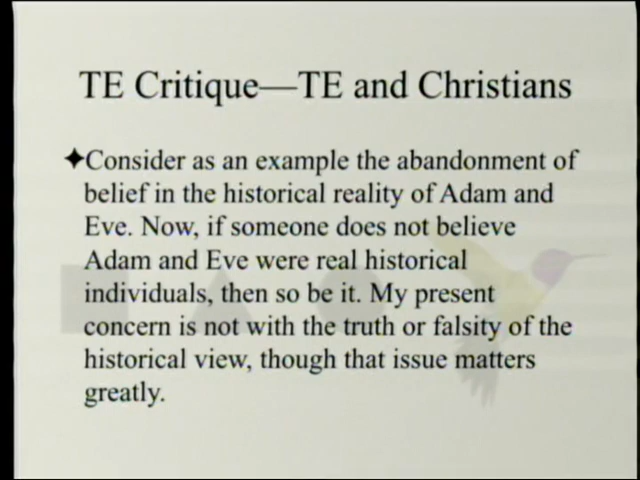 TE Critique—TE and Christians
✦Consider as an example the abandonment of
belief in the historical reality of Adam and
Eve. Now, if someone does not believe
Adam and Eve were real historical
individuals, then so be it. My present
concern is not with the truth or falsity of the
historical view, though that issue matters
greatly.